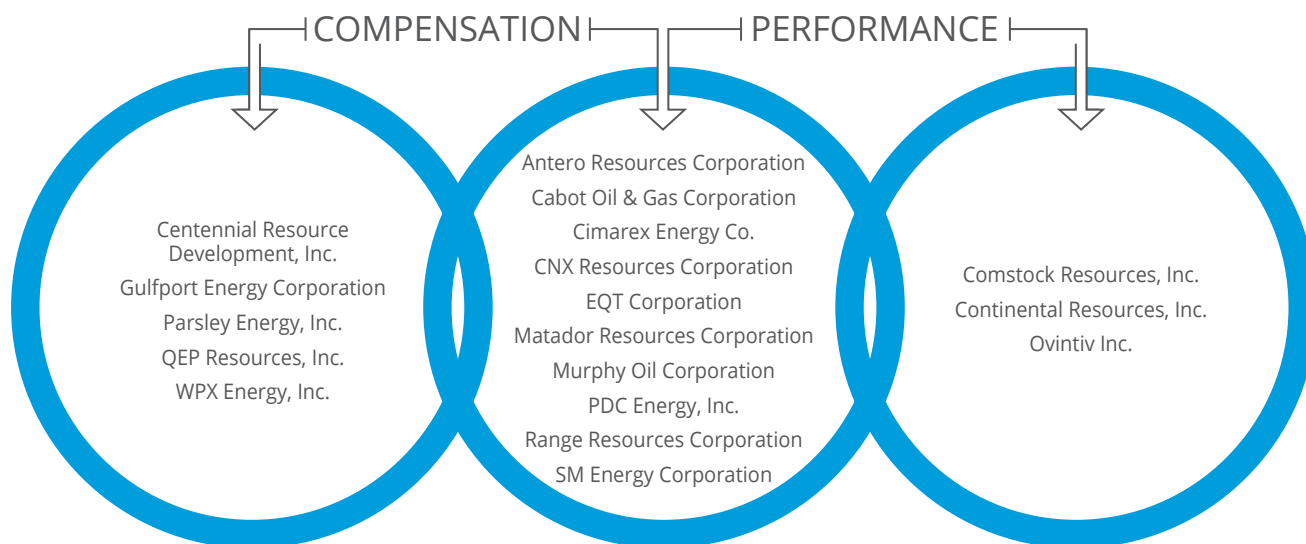 COMPENSATION
PERFORMANCE
Centennial Resource
Development, Inc.
Gulfport Energy Corporation
Parsley Energy, Inc.
QEP Resources, Inc.
WPX Energy, Inc.
Antero Resources Corporation
Cabot Oil & Gas Corporation
Cimarex Energy Co.
CNX Resources Corporation
EQT Corporation
Matador Resources Corporation
Murphy Oil Corporation
PDC Energy, Inc.
Range Resources Corporation
SM Energy Corporation
Comstock Resources, Inc.
Continental Resources, Inc.
Ovintiv Inc.